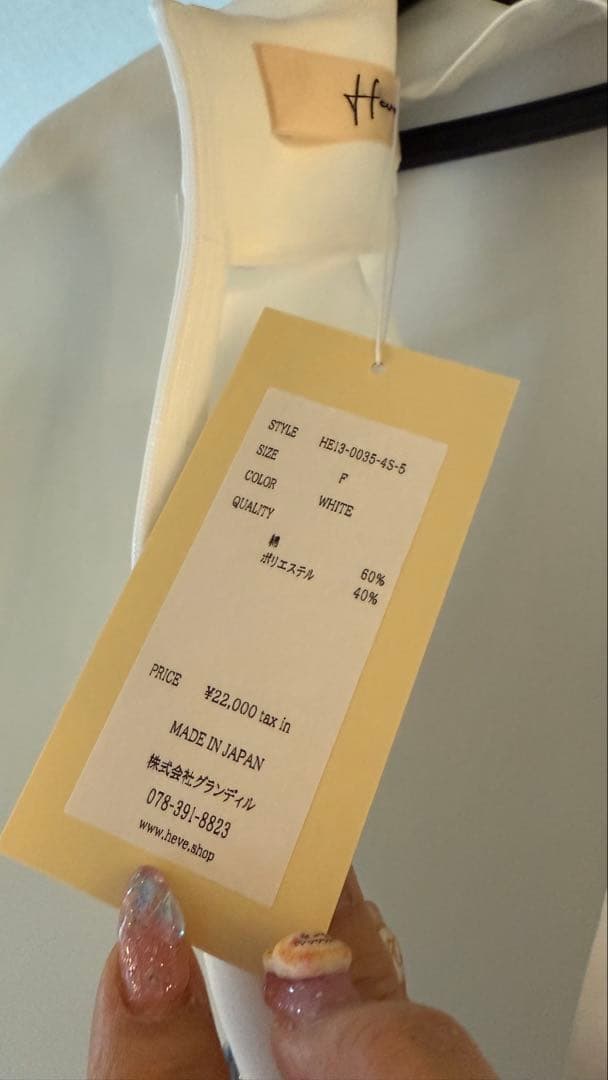 STYLE HE13-0035-4S-5
SIZE F
COLOR WHITE
QUALITY
綿 60%
ポリエステル 40%
PRICE ¥22,000 tax in
MADE IN JAPAN
株式会社グランディル
078-391-8823
www.heve.shop